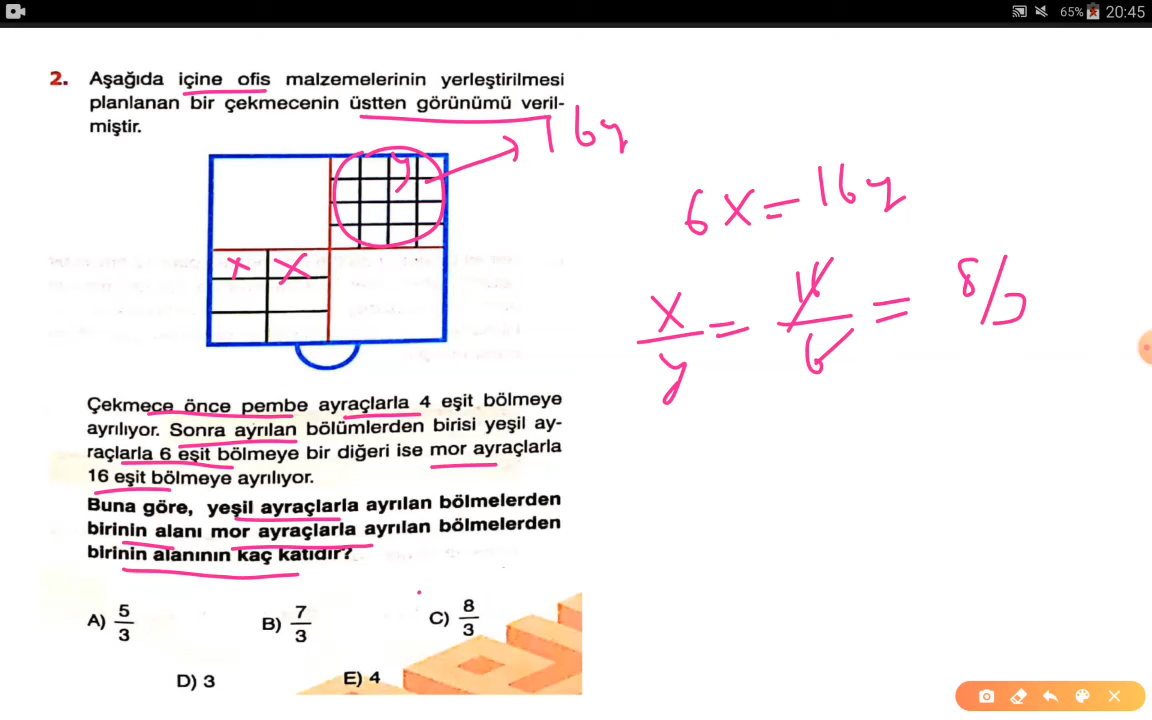 65% 20:45
2. Aşağıda içine ofis malzemelerinin yerleştirilmesi
planlanan bir çekmecenin üstten görünümü veril-
miştir.
16y
y
x x
6x=16y
x/y = 16/6 = 8/3
Çekmece önce pembe ayraçlarla 4 eşit bölmeye
ayrılıyor. Sonra ayrılan bölümlerden birisi yeşil ay-
raçlarla 6 eşit bölmeye bir diğeri ise mor ayraçlarla
16 eşit bölmeye ayrılıyor.
Buna göre, yeşil ayraçlarla ayrılan bölmelerden
birinin alanı mor ayraçlarla ayrılan bölmelerden
birinin alanının kaç katıdır?
A) 5/3 B) 7/3 C) 8/3
D) 3 E) 4